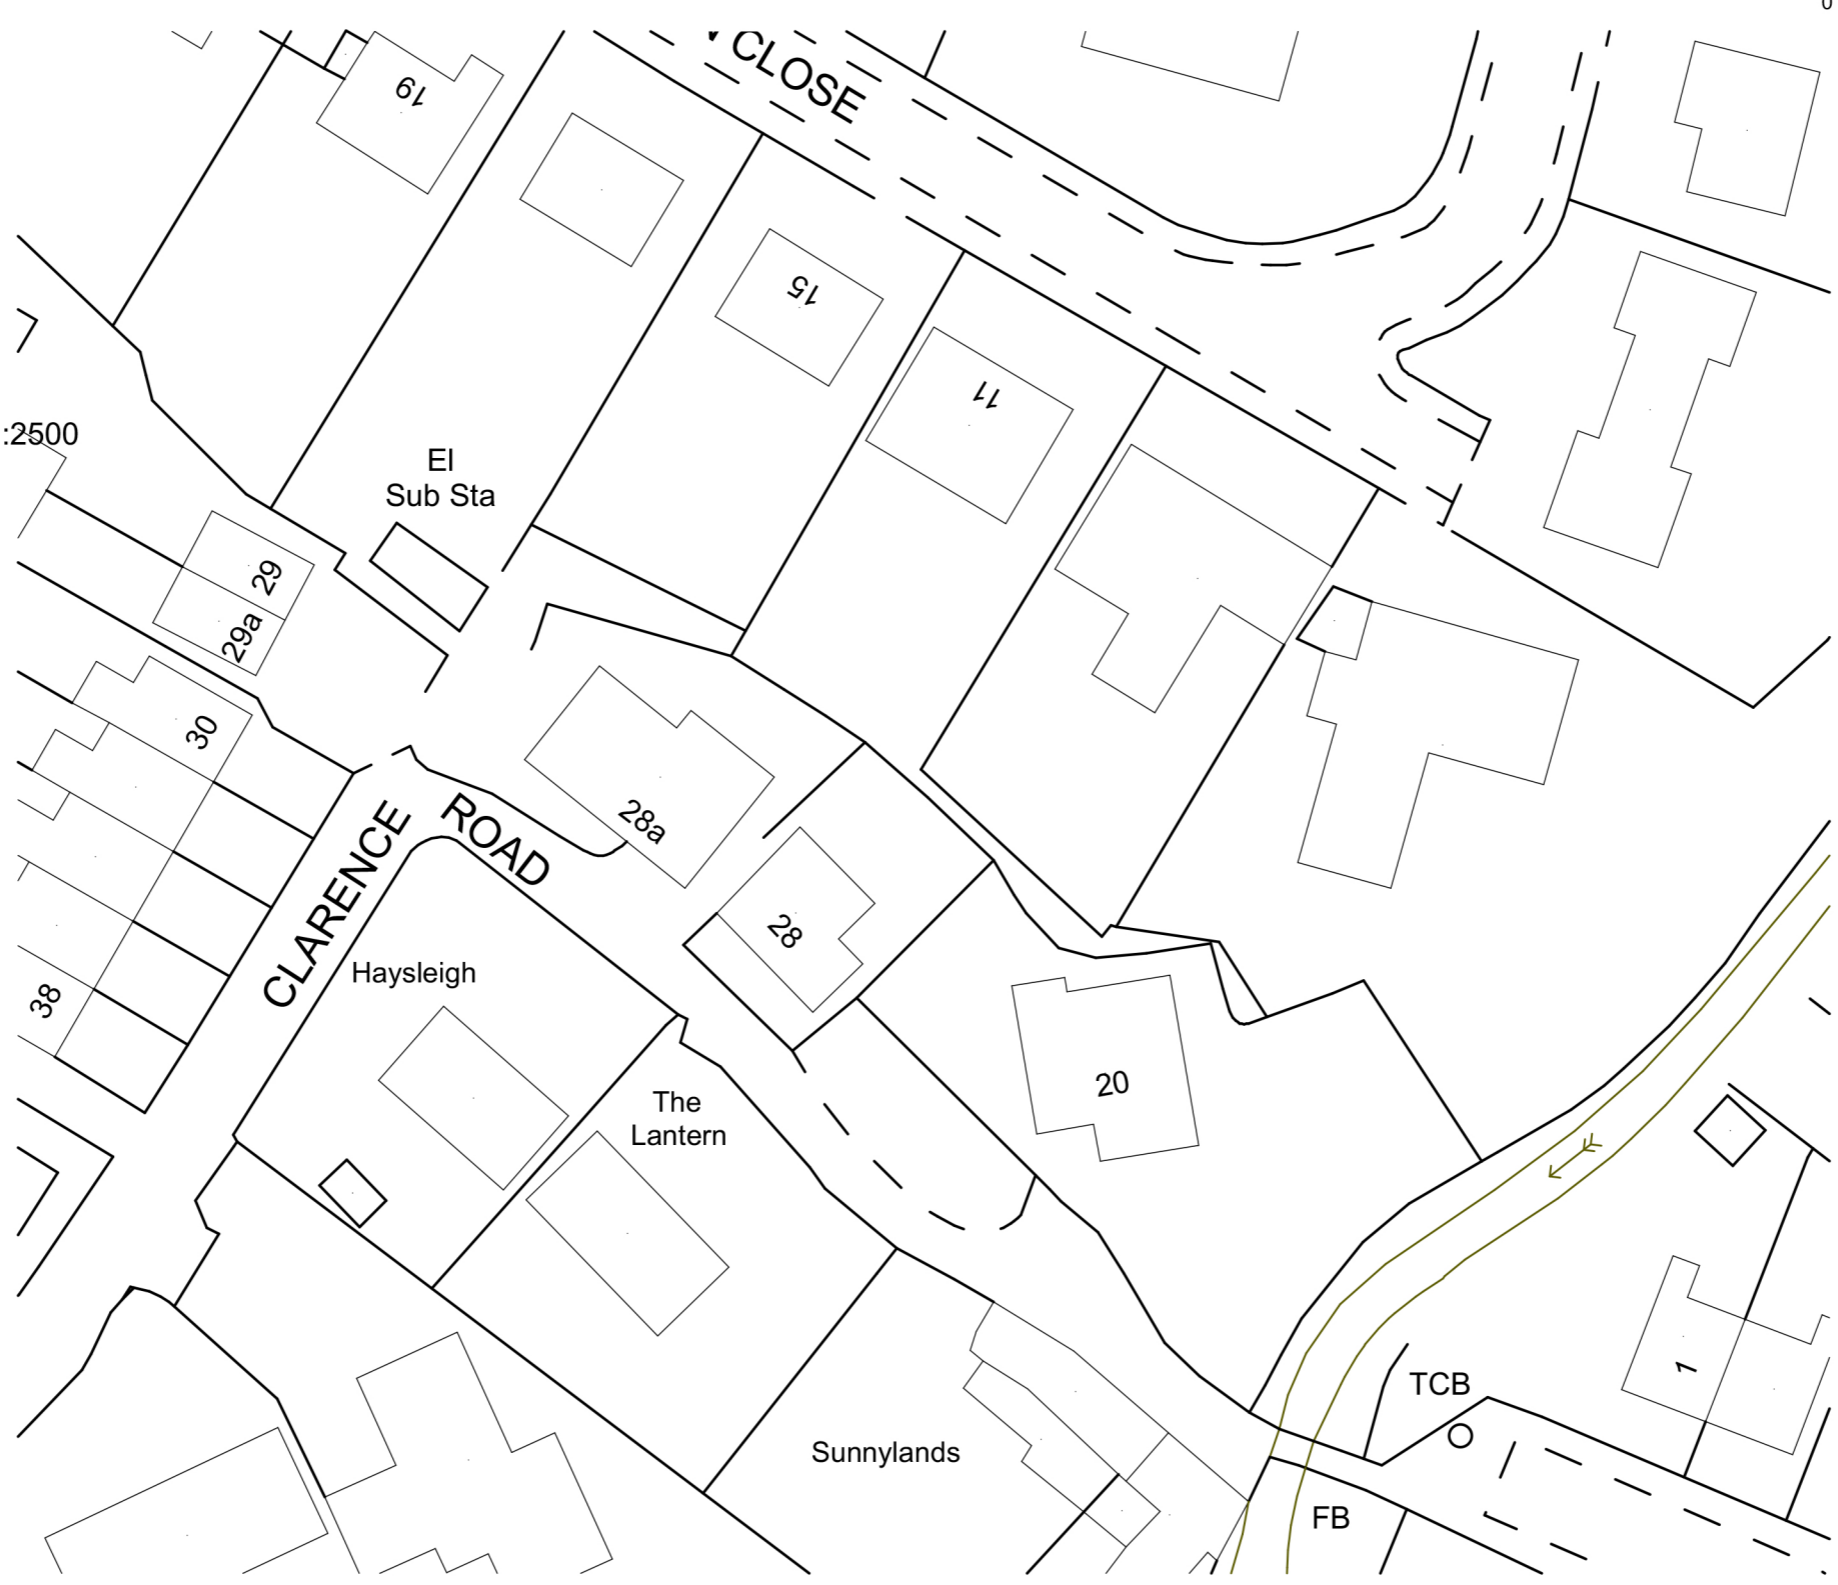 0
CLOSE
19
15
11
:2500
El
Sub Sta
29
29a
30
28a
CLARENCE ROAD
28
Haysleigh
38
20
The
Lantern
1
TCB
Sunnylands
FB